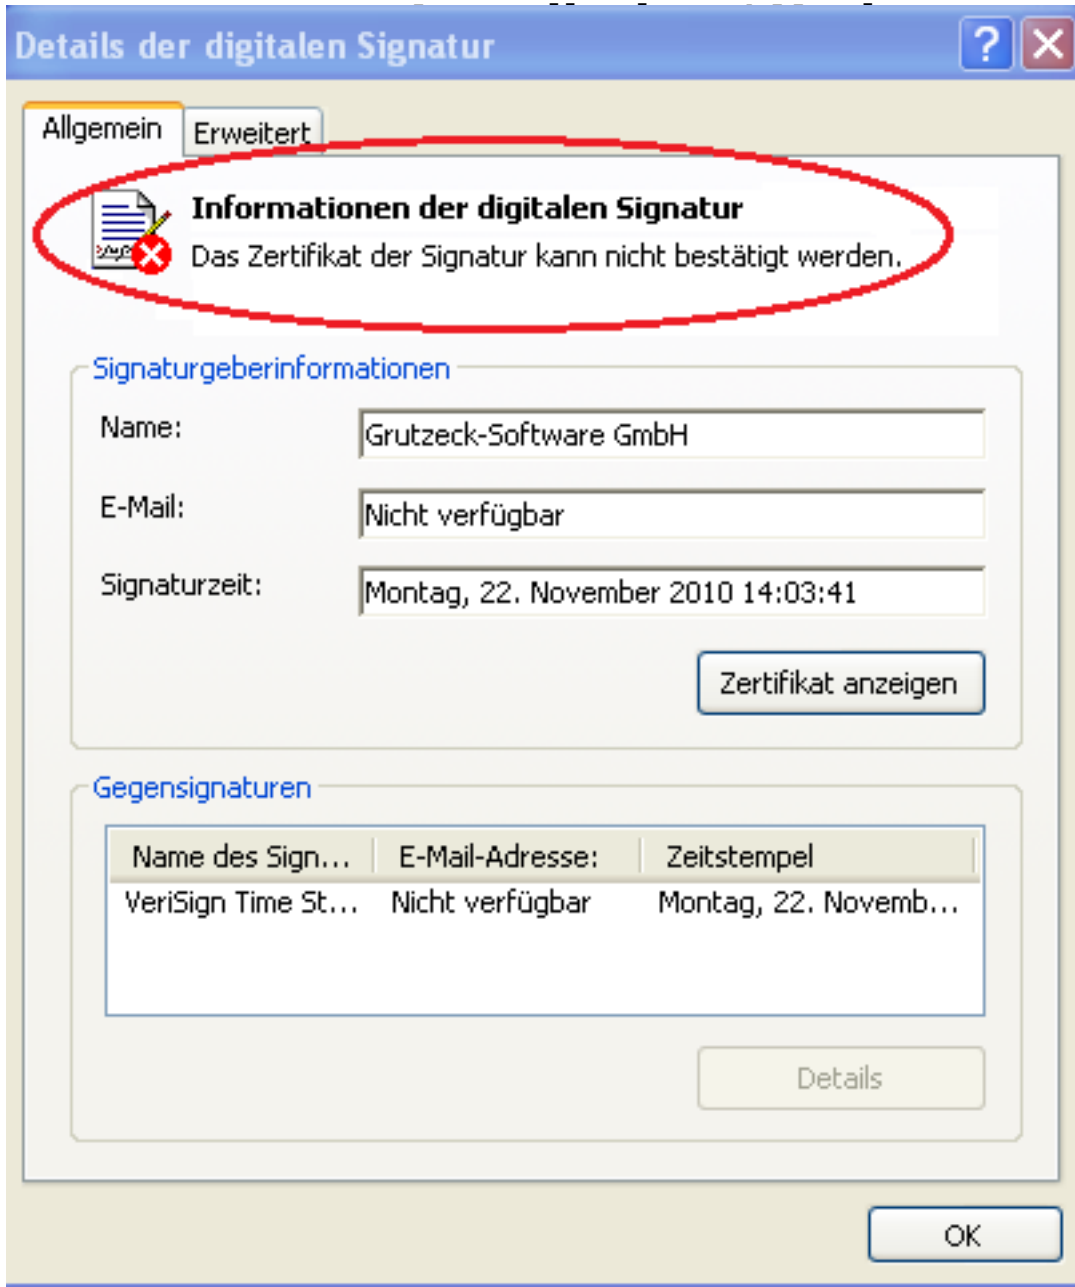 Details der digitalen Signatur
Allgemein
Erweitert
Informationen der digitalen Signatur
Das Zertifikat der Signatur kann nicht bestätigt werden.
Signaturgeberinformationen
Name: Grutzeck-Software GmbH
E-Mail: Nicht verfügbar
Signaturzeit: Montag, 22. November 2010 14:03:41
Zertifikat anzeigen
Gegensignaturen
Name des Sign... E-Mail-Adresse: Zeitstempel
VeriSign Time St... Nicht verfügbar Montag, 22. Novemb...
Details
OK